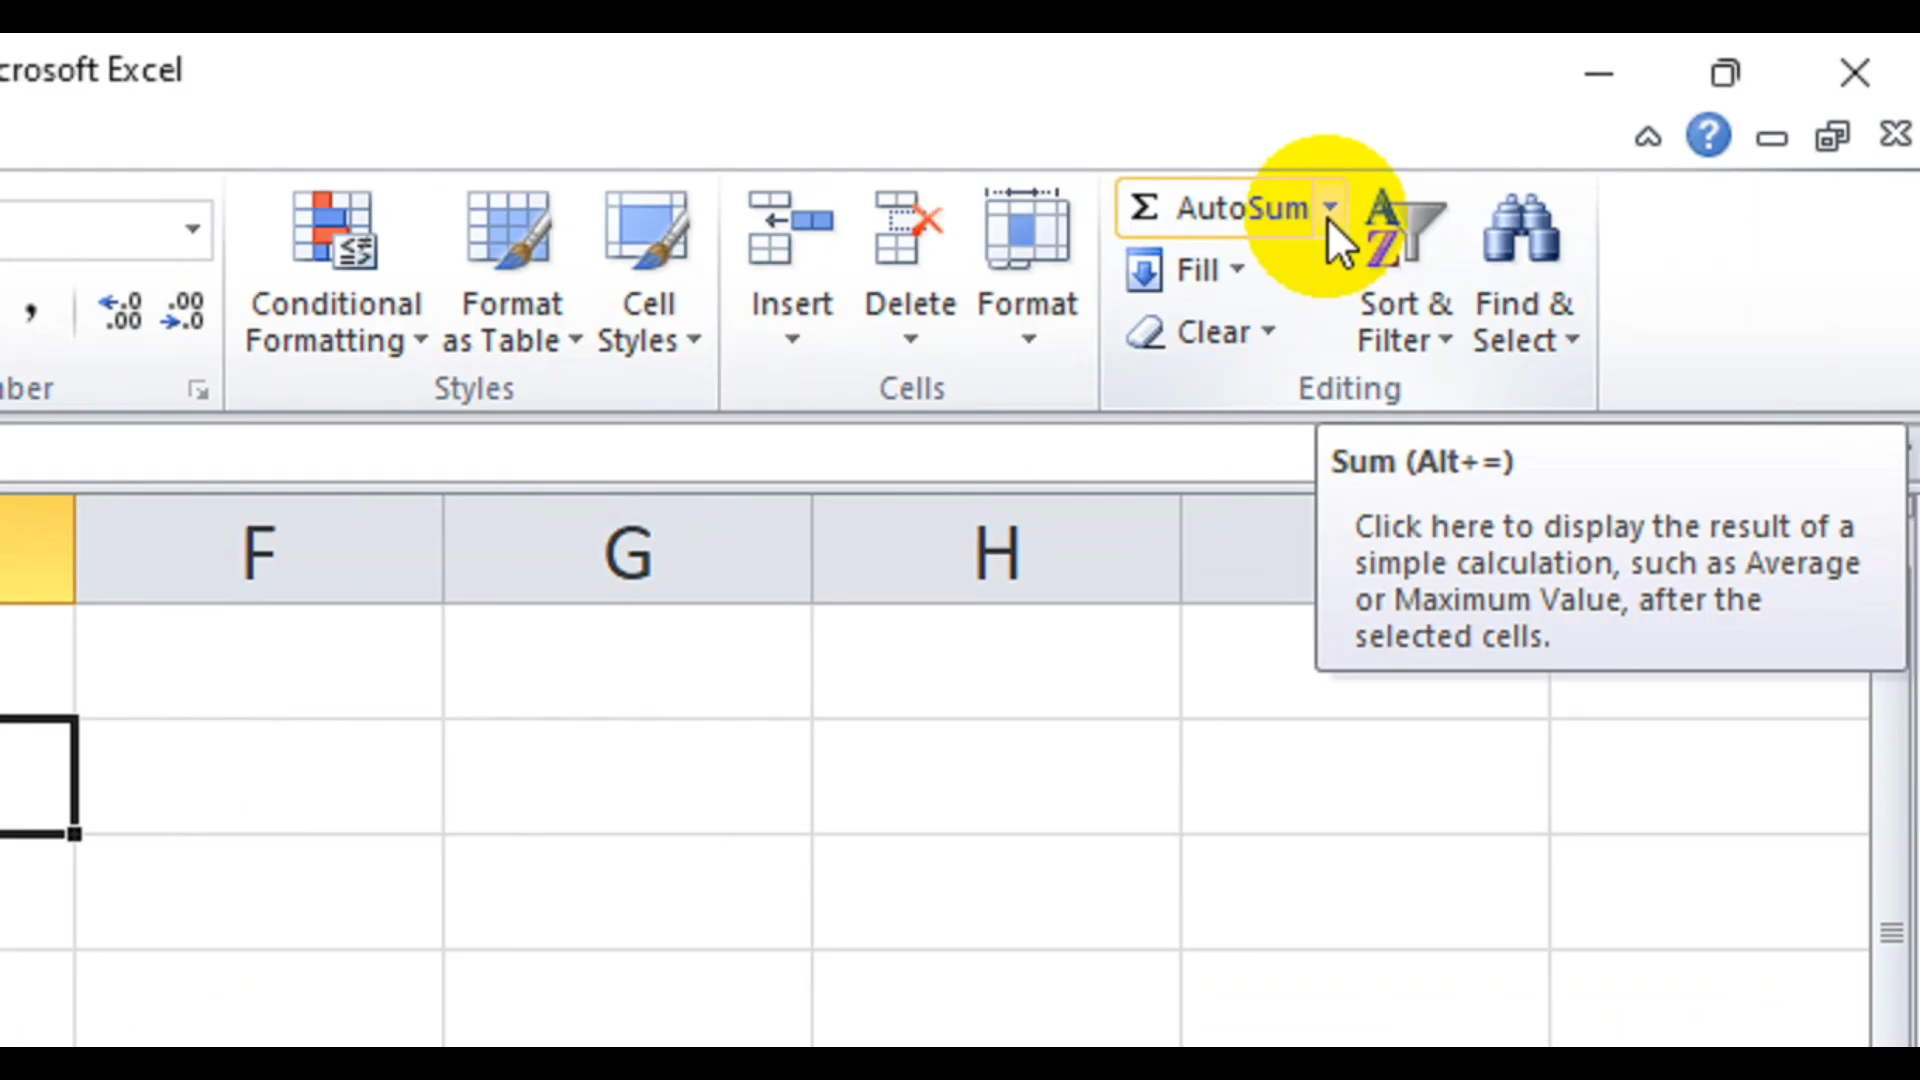 crosoft Excel
Σ AutoSum
Fill
Clear
Conditional
Formatting
Format
as Table
Cell
Styles
Insert
Delete
Format
Sort &
Filter
Find &
Select
ber
Styles
Cells
Editing
Sum (Alt+=)
Click here to display the result of a
simple calculation, such as Average
or Maximum Value, after the
selected cells.
F G H